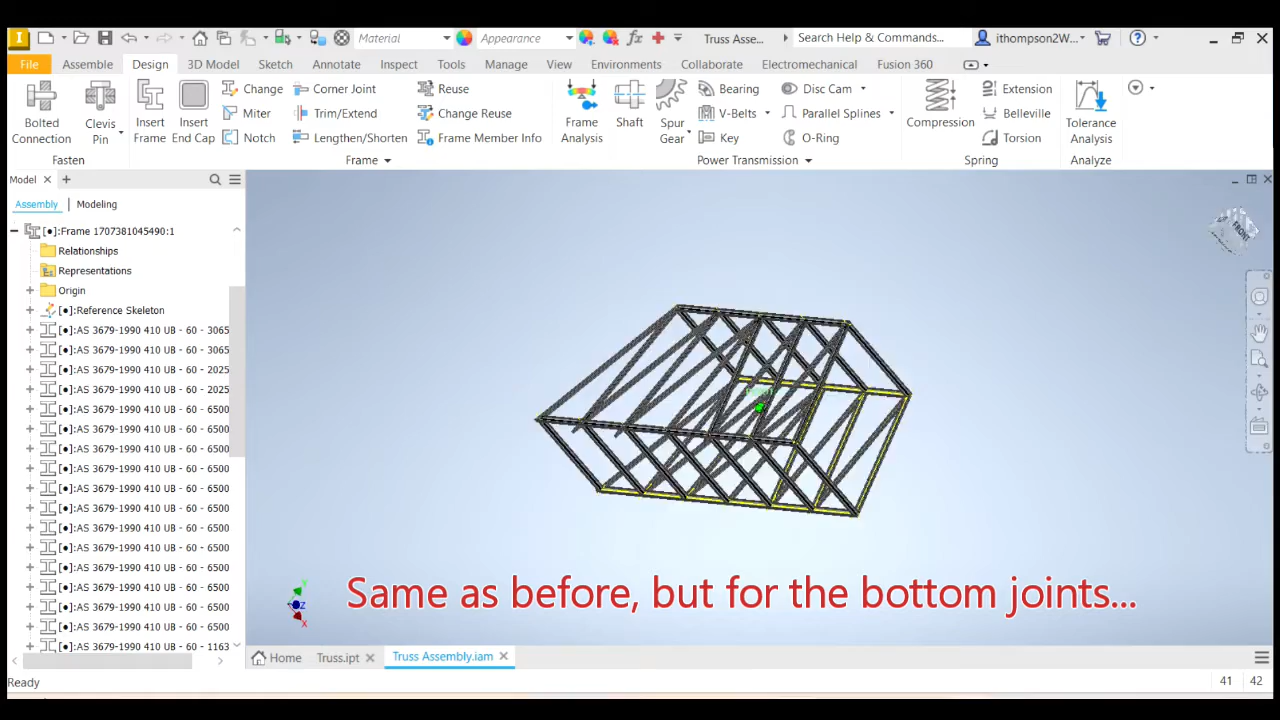 Material
Appearance
Truss Asse...
Search Help & Commands...
ithompson2W...
File
Assemble
Design
3D Model
Sketch
Annotate
Inspect
Tools
Manage
View
Environments
Collaborate
Electromechanical
Fusion 360
Bolted Connection
Clevis Pin
Insert Frame
Insert End Cap
Change
Miter
Notch
Corner Joint
Trim/Extend
Lengthen/Shorten
Reuse
Change Reuse
Frame Member Info
Frame Analysis
Shaft
Spur Gear
Bearing
V-Belts
Key
Disc Cam
Parallel Splines
O-Ring
Compression
Extension
Belleville
Torsion
Tolerance Analysis
Fasten
Frame
Power Transmission
Spring
Analyze
Model
Assembly
Modeling
[●]:Frame 1707381045490:1
Relationships
Representations
Origin
[●]:Reference Skeleton
[●]:AS 3679-1990 410 UB - 60 - 3065
[●]:AS 3679-1990 410 UB - 60 - 3065
[●]:AS 3679-1990 410 UB - 60 - 2025
[●]:AS 3679-1990 410 UB - 60 - 2025
[●]:AS 3679-1990 410 UB - 60 - 6500
[●]:AS 3679-1990 410 UB - 60 - 6500
[●]:AS 3679-1990 410 UB - 60 - 6500
[●]:AS 3679-1990 410 UB - 60 - 6500
[●]:AS 3679-1990 410 UB - 60 - 6500
[●]:AS 3679-1990 410 UB - 60 - 6500
[●]:AS 3679-1990 410 UB - 60 - 6500
[●]:AS 3679-1990 410 UB - 60 - 6500
[●]:AS 3679-1990 410 UB - 60 - 6500
[●]:AS 3679-1990 410 UB - 60 - 6500
[●]:AS 3679-1990 410 UB - 60 - 6500
[●]:AS 3679-1990 410 UB - 60 - 6500
[●]:AS 3679-1990 410 UB - 60 - 1163
FRONT
Y
Z
X
Same as before, but for the bottom joints...
Home
Truss.ipt
Truss Assembly.iam
Ready
41
42